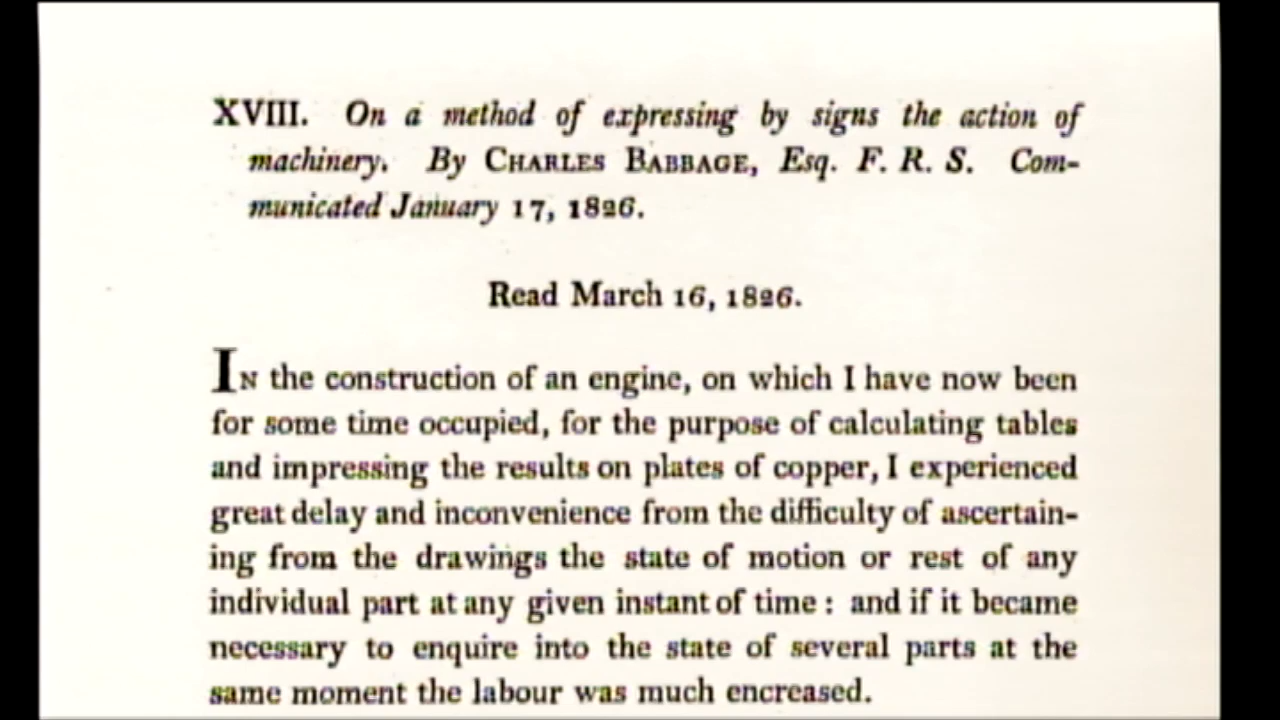 XVIII. On a method of expressing by signs the action of
machinery. By CHARLES BABBAGE, Esq. F. R. S. Com-
municated January 17, 1826.
Read March 16, 1826.
IN the construction of an engine, on which I have now been
for some time occupied, for the purpose of calculating tables
and impressing the results on plates of copper, I experienced
great delay and inconvenience from the difficulty of ascertain-
ing from the drawings the state of motion or rest of any
individual part at any given instant of time : and if it became
necessary to enquire into the state of several parts at the
same moment the labour was much encreased.